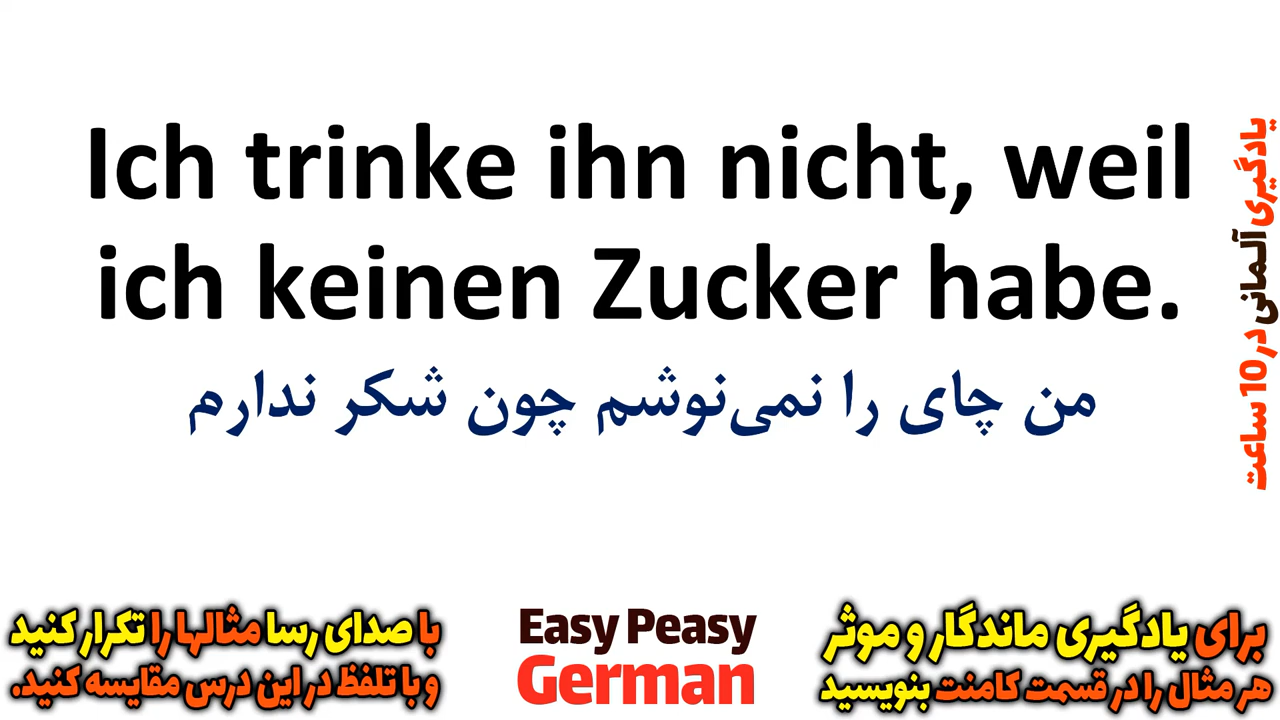 Ich trinke ihn nicht, weil
ich keinen Zucker habe.
من چای را نمی‌نوشم چون شکر ندارم
یادگیری آلمانی در 10 ساعت
با صدای رسا مثالها را تکرار کنید
و با تلفظ در این درس مقایسه کنید.
Easy Peasy
German
برای یادگیری ماندگار و موثر
هر مثال را در قسمت کامنت بنویسید